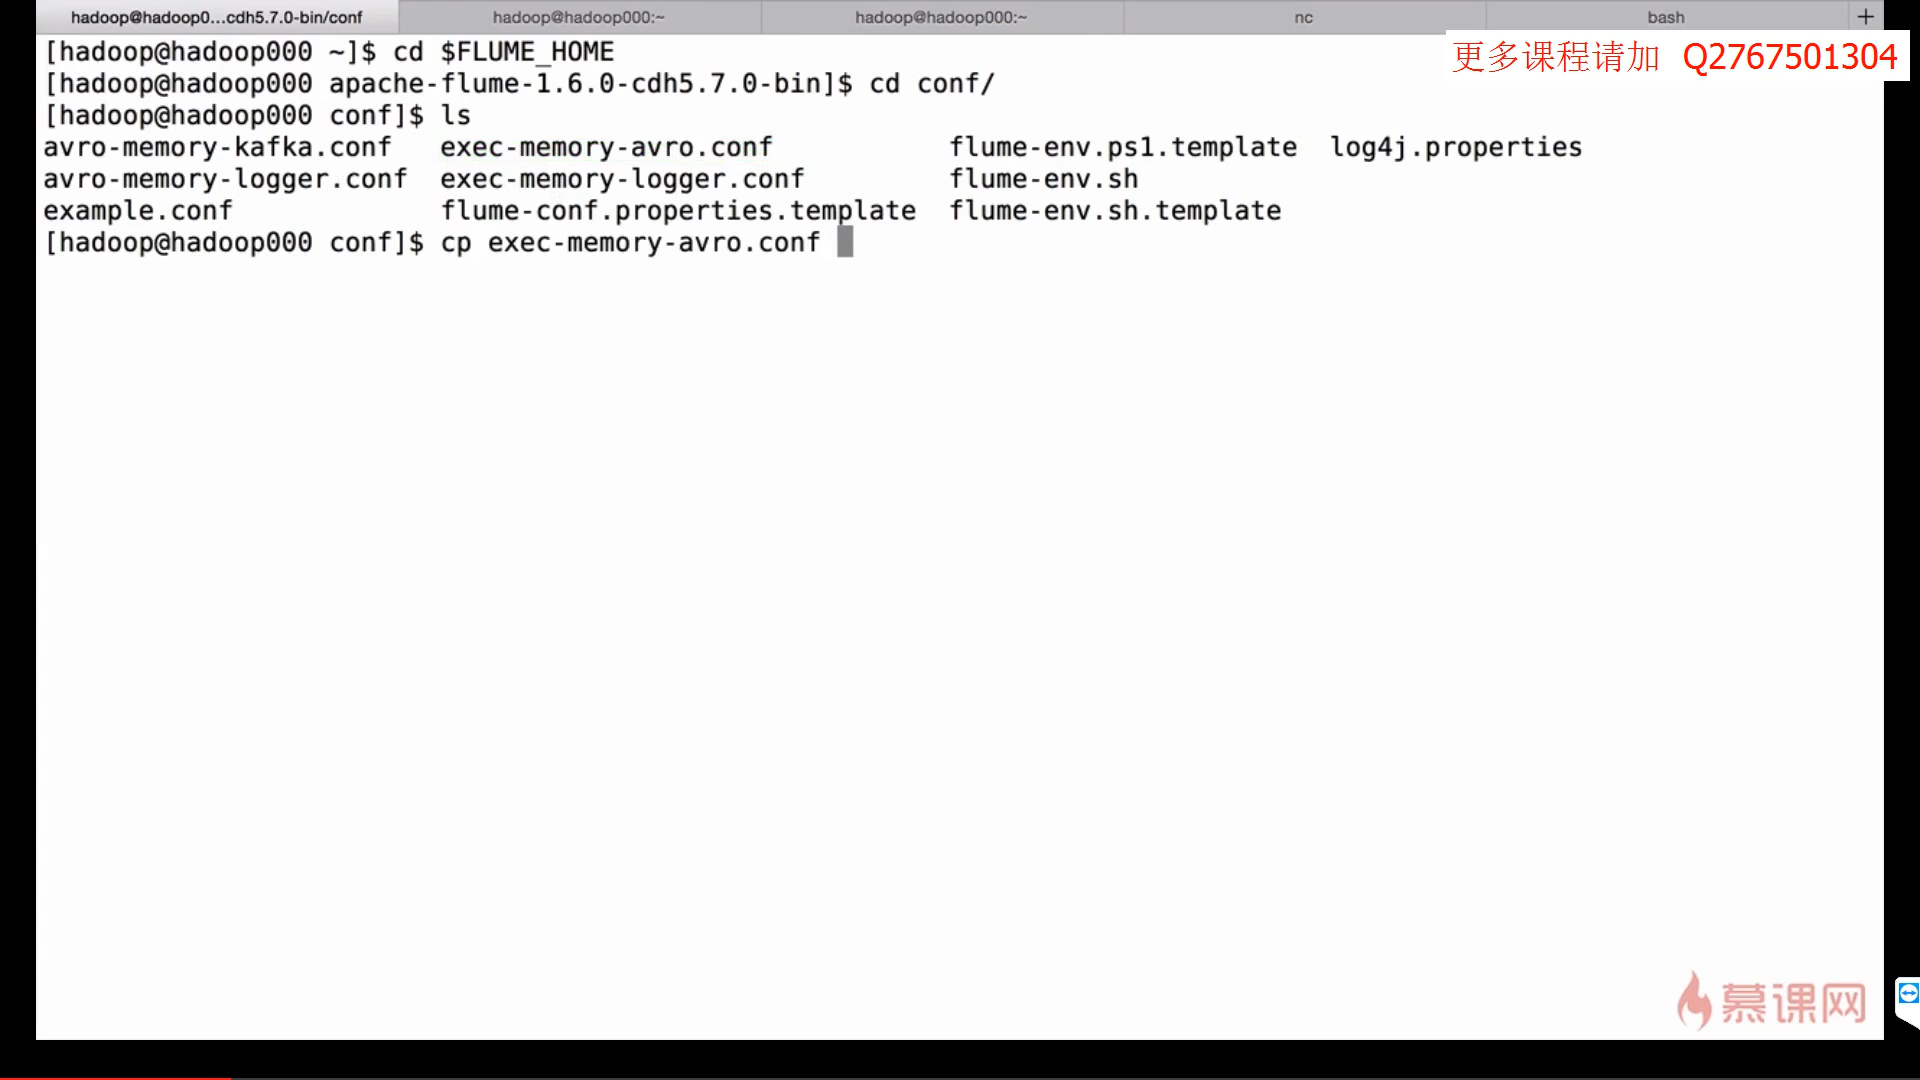 hadoop@hadoop0...cdh5.7.0-bin/conf hadoop@hadoop000:~ hadoop@hadoop000:~ nc bash +
更多课程请加 Q2767501304
[hadoop@hadoop000 ~]$ cd $FLUME_HOME
[hadoop@hadoop000 apache-flume-1.6.0-cdh5.7.0-bin]$ cd conf/
[hadoop@hadoop000 conf]$ ls
avro-memory-kafka.conf exec-memory-avro.conf flume-env.ps1.template log4j.properties
avro-memory-logger.conf exec-memory-logger.conf flume-env.sh
example.conf flume-conf.properties.template flume-env.sh.template
[hadoop@hadoop000 conf]$ cp exec-memory-avro.conf
慕课网